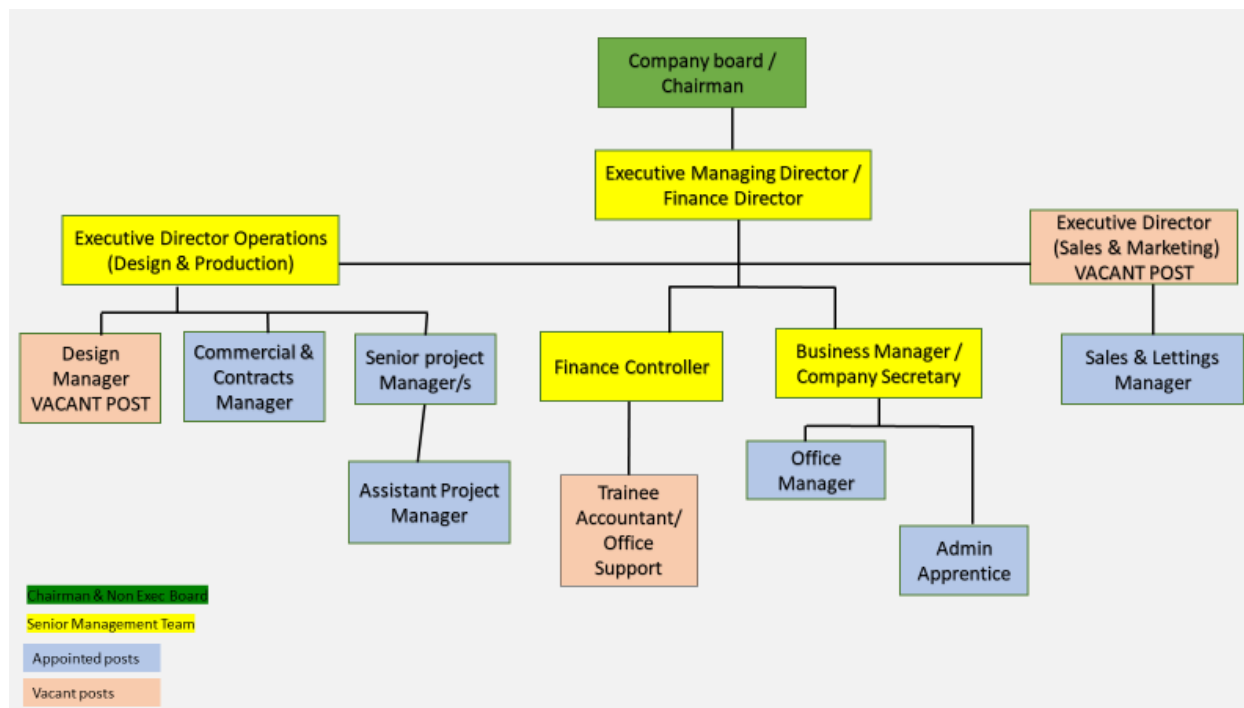 Company board /
Chairman
Executive Managing Director /
Finance Director
Executive Director Operations
(Design & Production)
Executive Director
(Sales & Marketing)
VACANT POST
Design
Manager
VACANT POST
Commercial &
Contracts
Manager
Senior project
Manager/s
Finance Controller
Business Manager /
Company Secretary
Sales & Lettings
Manager
Assistant Project
Manager
Trainee
Accountant/
Office
Support
Office
Manager
Admin
Apprentice
Chairman & Non Exec Board
Senior Management Team
Appointed posts
Vacant posts